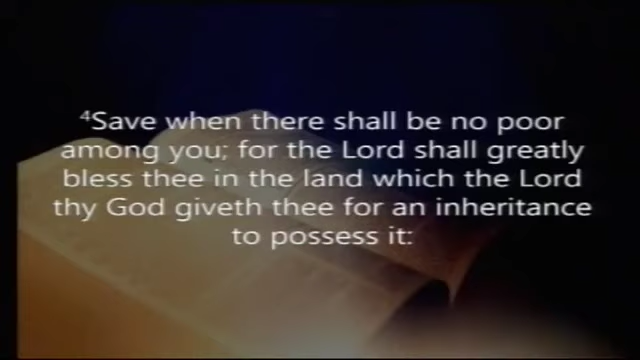 ⁴Save when there shall be no poor
among you; for the Lord shall greatly
bless thee in the land which the Lord
thy God giveth thee for an inheritance
to possess it: